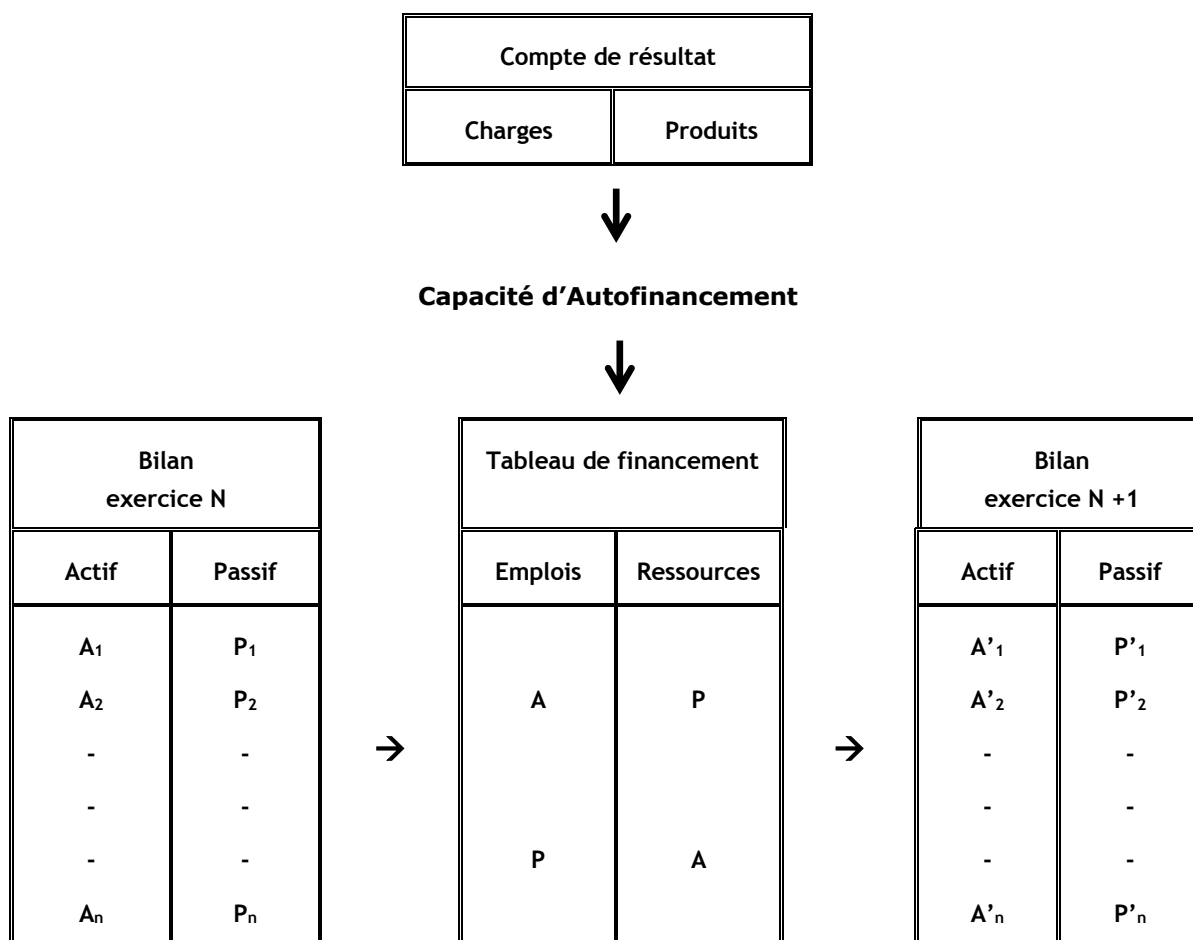 Compte de résultat
Charges Produits
Capacité d'Autofinancement
Bilan
exercice N
Actif Passif
A₁ P₁
A₂ P₂
- -
- -
- -
Aₙ Pₙ
→
Tableau de financement
Emplois Ressources
A P
P A
→
Bilan
exercice N +1
Actif Passif
A’₁ P’₁
A’₂ P’₂
- -
- -
- -
A’ₙ P’ₙ